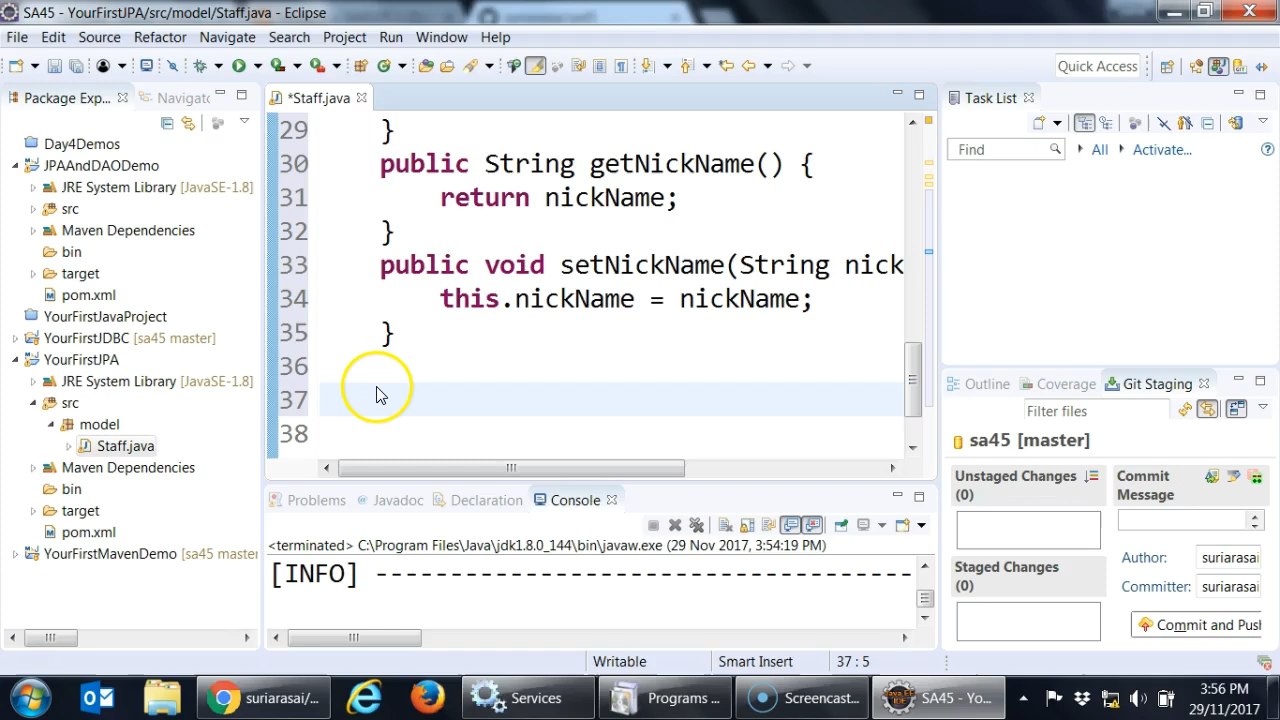 SA45 - YourFirstJPA/src/model/Staff.java - Eclipse
File Edit Source Refactor Navigate Search Project Run Window Help
Quick Access
Package Exp...
Navigatc
*Staff.java
Task List
Day4Demos
JPAAndDAODemo
JRE System Library [JavaSE-1.8]
src
Maven Dependencies
bin
target
pom.xml
YourFirstJavaProject
YourFirstJDBC [sa45 master]
YourFirstJPA
JRE System Library [JavaSE-1.8]
src
model
Staff.java
Maven Dependencies
bin
target
pom.xml
YourFirstMavenDemo [sa45 master
29 }
30 public String getNickName() {
31 return nickName;
32 }
33 public void setNickName(String nick
34 this.nickName = nickName;
35 }
36
37
38
Find
All
Activate...
Outline
Coverage
Git Staging
Filter files
sa45 [master]
Unstaged Changes (0)
Commit Message
Staged Changes (0)
Author: suriarasai
Committer: suriarasai
Commit and Push
Problems Javadoc Declaration Console
<terminated> C:\Program Files\Java\jdk1.8.0_144\bin\javaw.exe (29 Nov 2017, 3:54:19 PM)
[INFO] ------------------------------------
Writable Smart Insert 37 : 5
suriarasai/...
Services
Programs ...
Screencast...
SA45 - Yo...
3:56 PM
29/11/2017